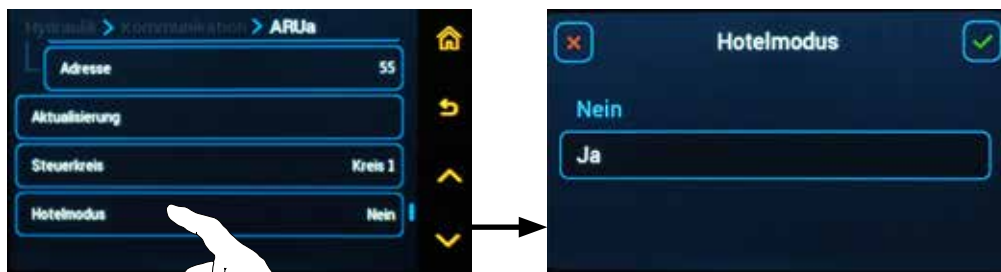 Hydraulik > Kommunikation > ARUa
Adresse 55
Aktualisierung
Steuerkreis Kreis 1
Hotelmodus Nein
Hotelmodus
Nein
Ja